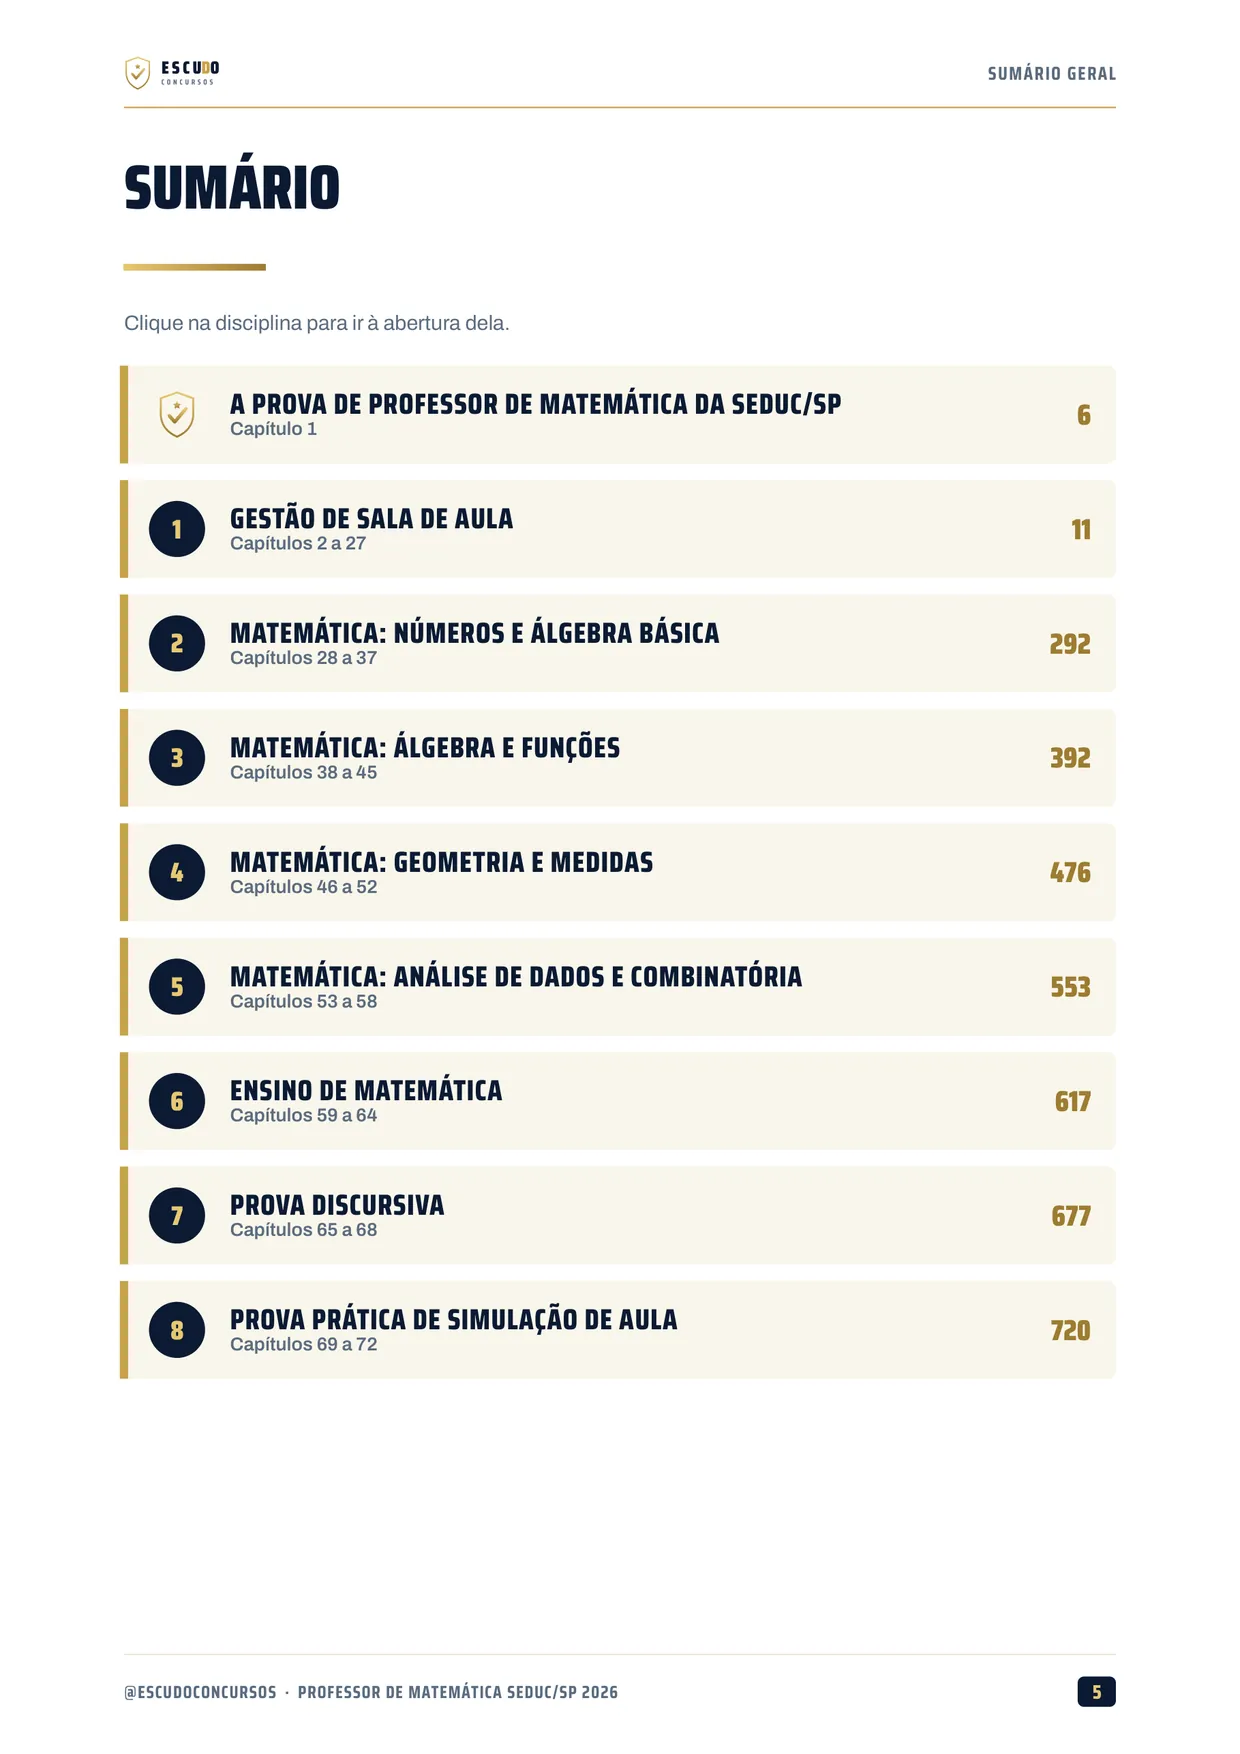 ESCUDO
CONCURSOS
SUMÁRIO GERAL
SUMÁRIO
Clique na disciplina para ir à abertura dela.
A PROVA DE PROFESSOR DE MATEMÁTICA DA SEDUC/SP
Capítulo 1
6
1
GESTÃO DE SALA DE AULA
Capítulos 2 a 27
11
2
MATEMÁTICA: NÚMEROS E ÁLGEBRA BÁSICA
Capítulos 28 a 37
292
3
MATEMÁTICA: ÁLGEBRA E FUNÇÕES
Capítulos 38 a 45
392
4
MATEMÁTICA: GEOMETRIA E MEDIDAS
Capítulos 46 a 52
476
5
MATEMÁTICA: ANÁLISE DE DADOS E COMBINATÓRIA
Capítulos 53 a 58
553
6
ENSINO DE MATEMÁTICA
Capítulos 59 a 64
617
7
PROVA DISCURSIVA
Capítulos 65 a 68
677
8
PROVA PRÁTICA DE SIMULAÇÃO DE AULA
Capítulos 69 a 72
720
@ESCUDOCONCURSOS · PROFESSOR DE MATEMÁTICA SEDUC/SP 2026
5